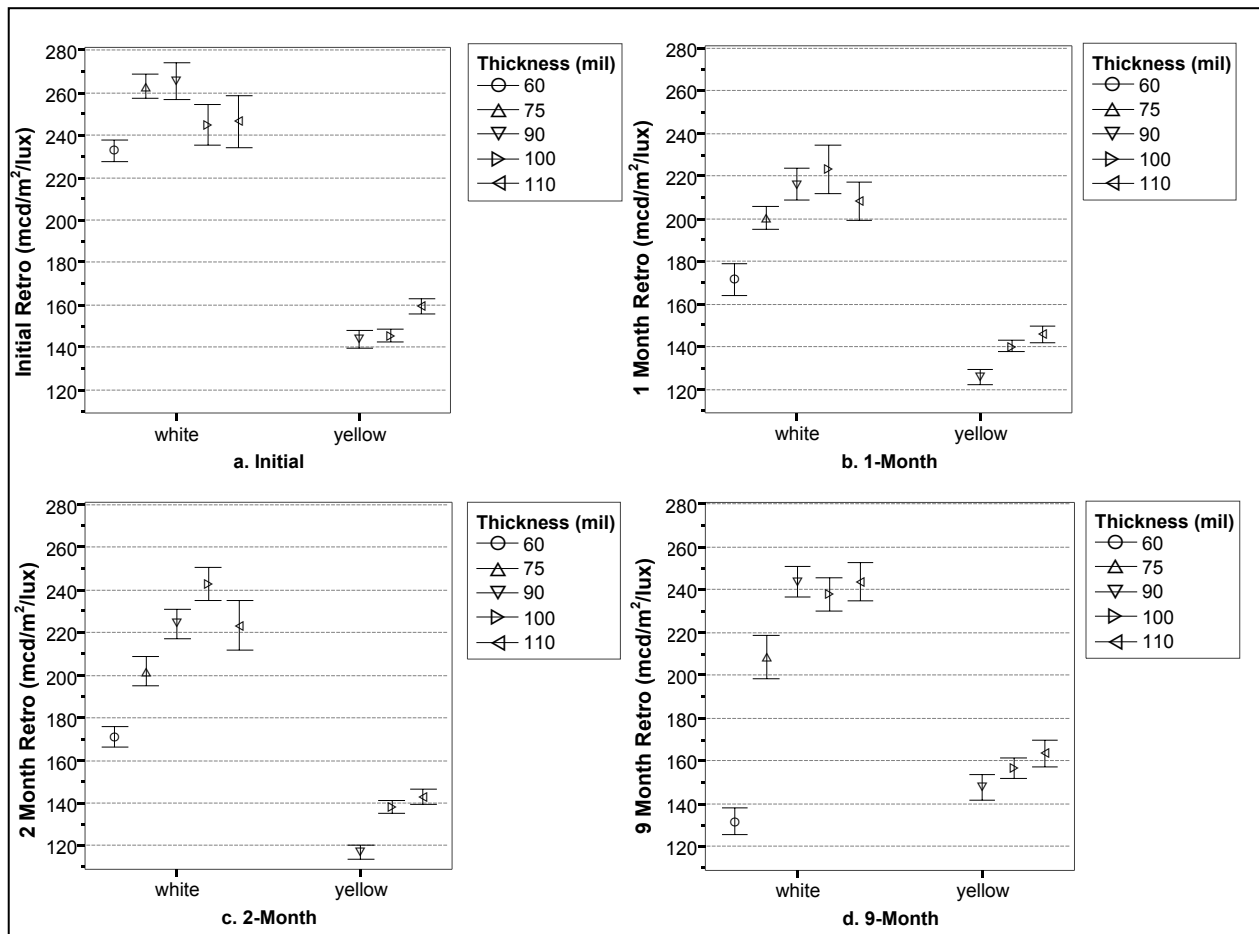 Initial Retro (mcd/m²/lux)
280
260
240
220
200
180
160
140
120
white
yellow
a. Initial
Thickness (mil)
60
75
90
100
110
1 Month Retro (mcd/m²/lux)
280
260
240
220
200
180
160
140
120
white
yellow
b. 1-Month
Thickness (mil)
60
75
90
100
110
2 Month Retro (mcd/m²/lux)
280
260
240
220
200
180
160
140
120
white
yellow
c. 2-Month
Thickness (mil)
60
75
90
100
110
9 Month Retro (mcd/m²/lux)
280
260
240
220
200
180
160
140
120
white
yellow
d. 9-Month
Thickness (mil)
60
75
90
100
110